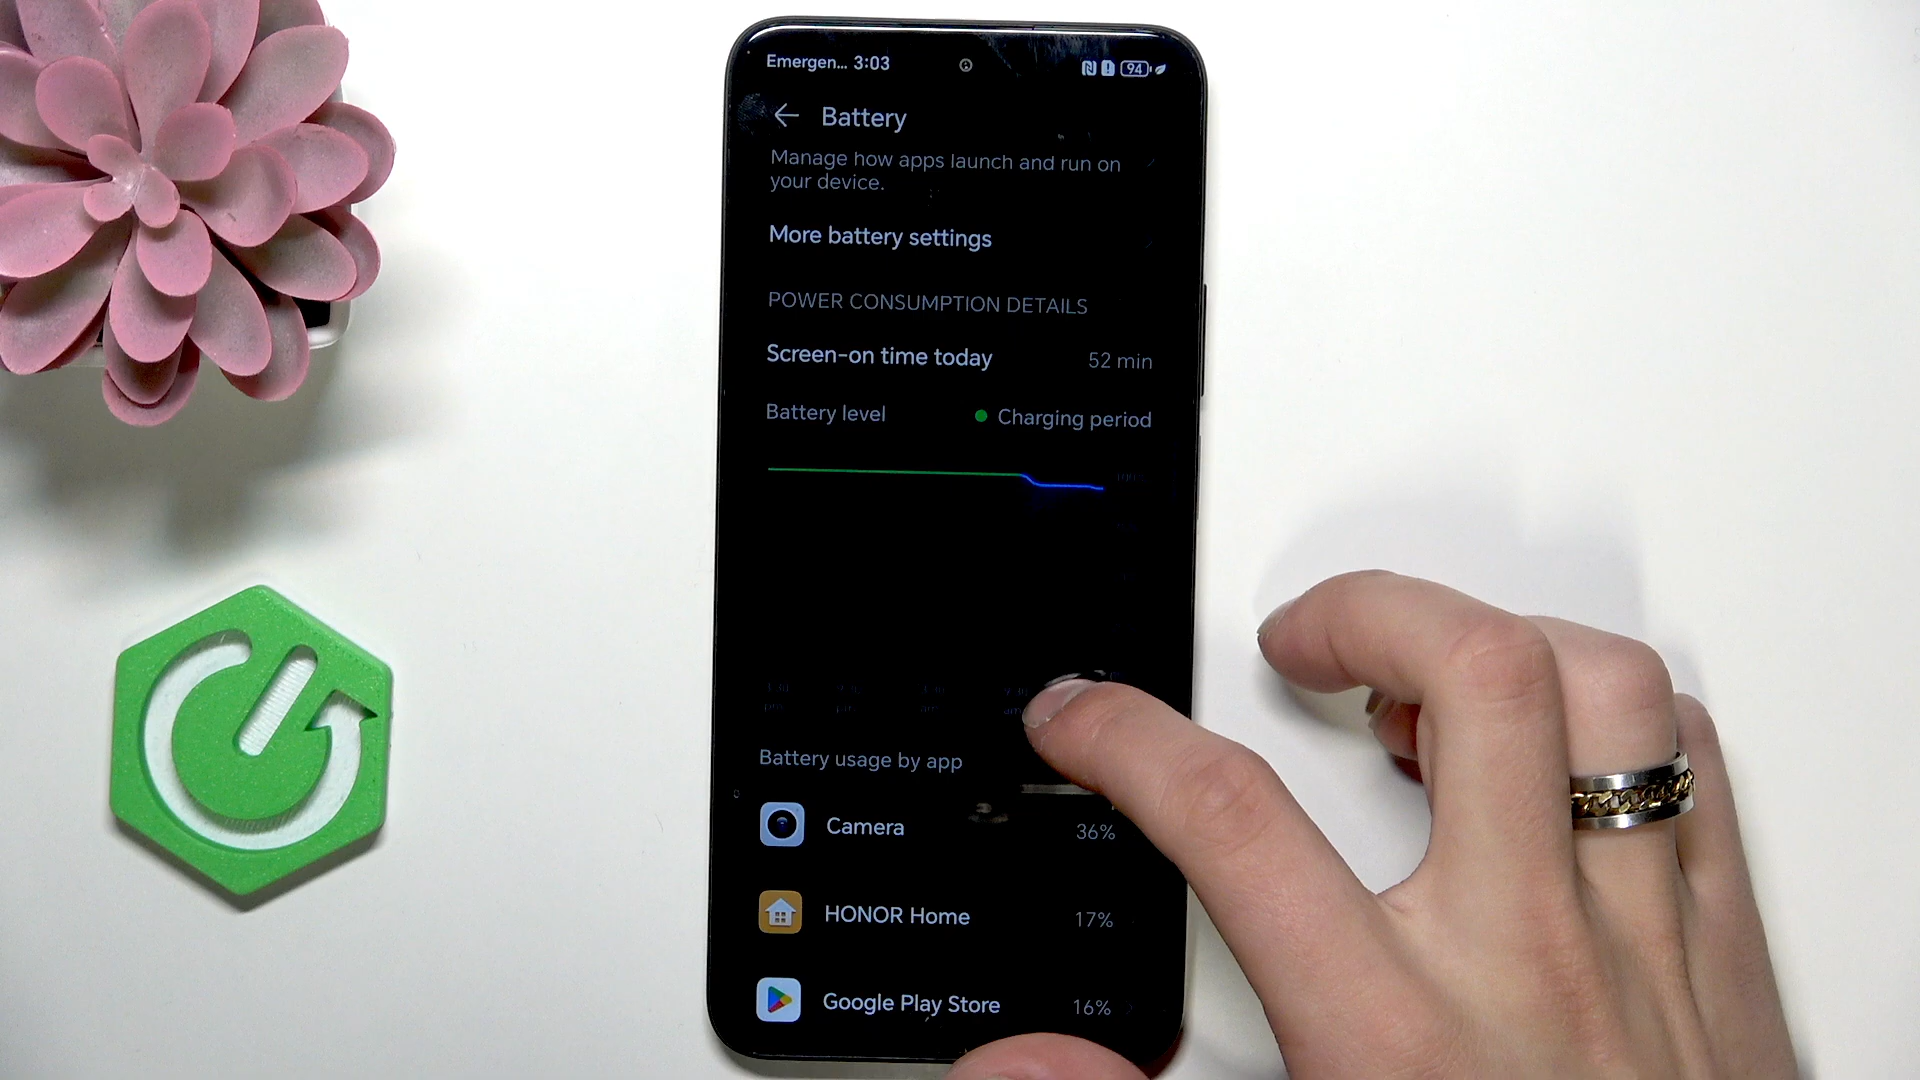 Emergen... 3:03 94
Battery
Manage how apps launch and run on
your device.
More battery settings
POWER CONSUMPTION DETAILS
Screen-on time today 52 min
Battery level Charging period
Battery usage by app
Camera 36%
HONOR Home 17%
Google Play Store 16%